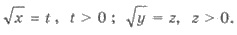 √x = t , t > 0 ; √y = z, z > 0.